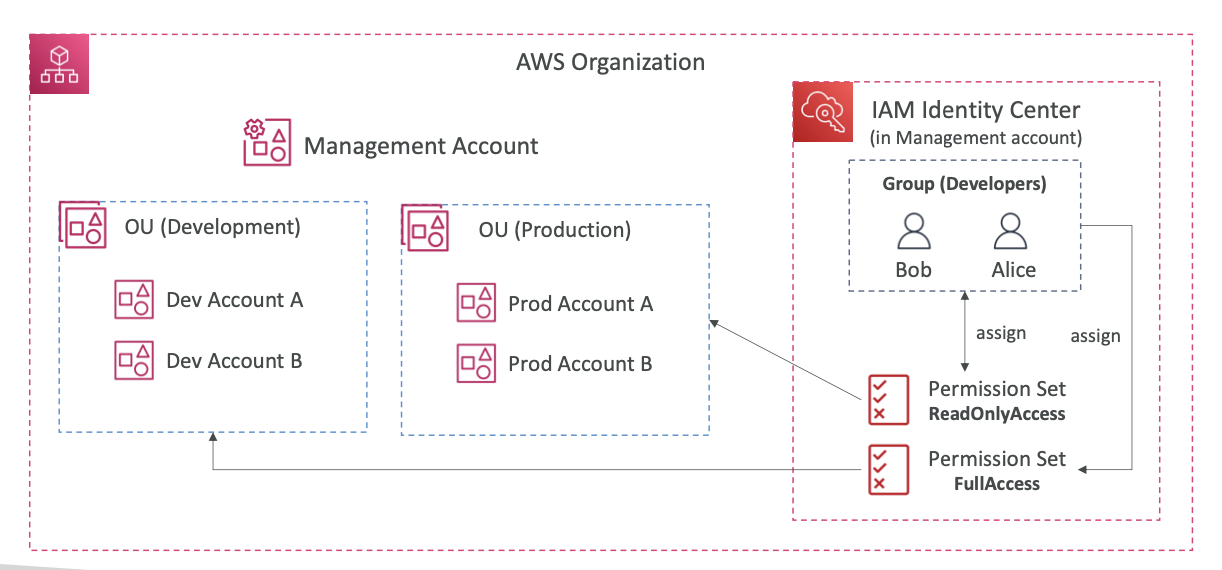 AWS Organization
IAM Identity Center
(in Management account)
Management Account
Group (Developers)
Bob
Alice
OU (Development)
Dev Account A
Dev Account B
OU (Production)
Prod Account A
Prod Account B
assign
assign
Permission Set
ReadOnlyAccess
Permission Set
FullAccess